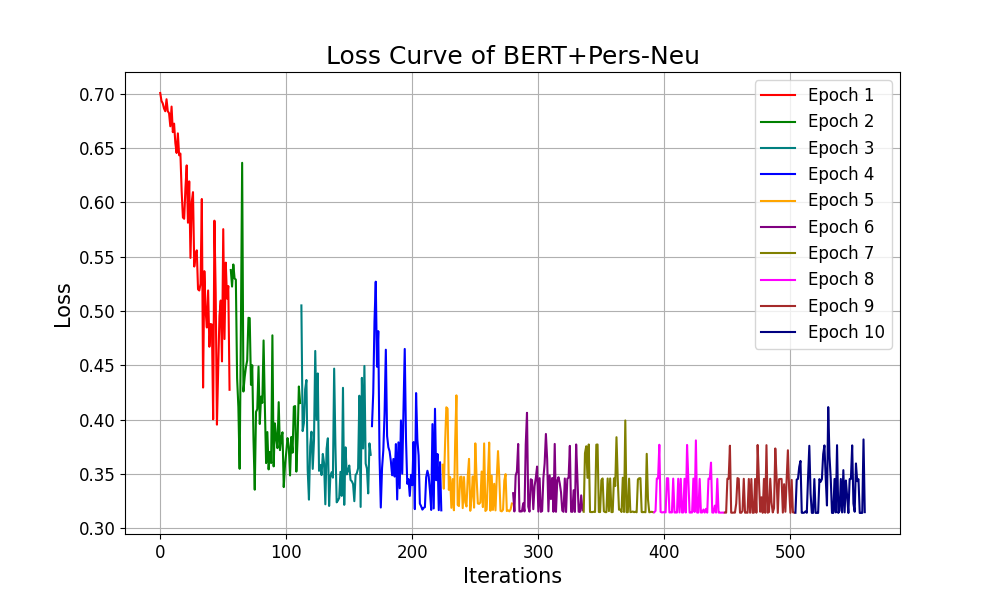 Loss Curve of BERT+Pers-Neu
Loss
0.70
0.65
0.60
0.55
0.50
0.45
0.40
0.35
0.30
0
100
200
300
400
500
Iterations
Epoch 1
Epoch 2
Epoch 3
Epoch 4
Epoch 5
Epoch 6
Epoch 7
Epoch 8
Epoch 9
Epoch 10